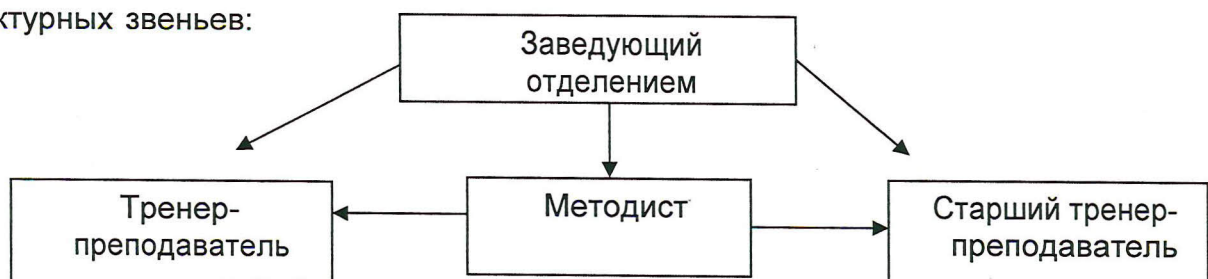 ктурных звеньев:
Заведующий
отделением
Тренер-
преподаватель
Методист
Старший тренер-
преподаватель